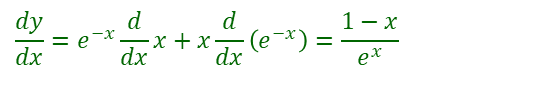 dy/dx = e^{-x} d/dx x + x d/dx (e^{-x}) = (1 − x)/e^x